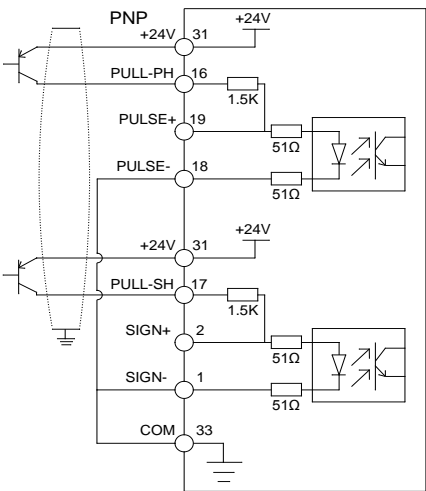 PNP
+24V
+24V 31
PULL-PH 16
1.5K
PULSE+ 19
51Ω
PULSE- 18
51Ω
+24V
+24V 31
PULL-SH 17
1.5K
SIGN+ 2
51Ω
SIGN- 1
51Ω
COM 33